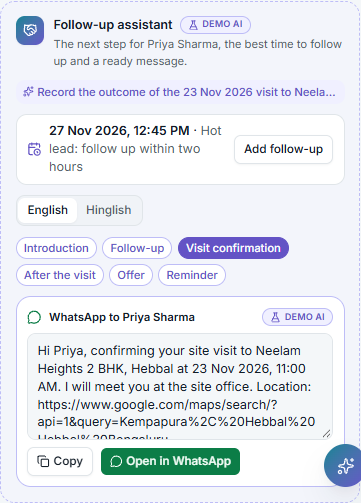 Follow-up assistant DEMO AI
The next step for Priya Sharma, the best time to follow
up and a ready message.
Record the outcome of the 23 Nov 2026 visit to Neela...
27 Nov 2026, 12:45 PM · Hot
lead: follow up within two
hours
Add follow-up
English Hinglish
Introduction Follow-up Visit confirmation
After the visit Offer Reminder
WhatsApp to Priya Sharma DEMO AI
Hi Priya, confirming your site visit to Neelam
Heights 2 BHK, Hebbal at 23 Nov 2026, 11:00
AM. I will meet you at the site office. Location:
https://www.google.com/maps/search/?
api=1&query=Kempapura%2C%20Hebbal%20
Hebbal%20Bengaluru
Copy Open in WhatsApp